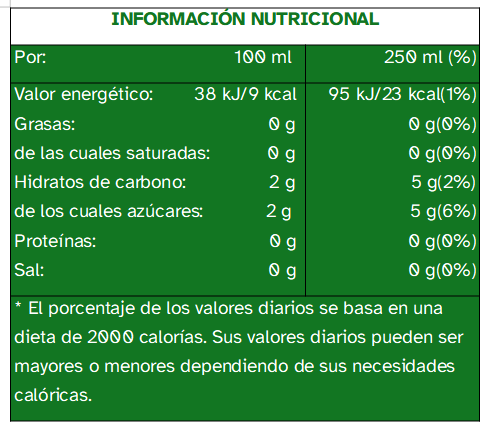 INFORMACIÓN NUTRICIONAL
Por: 100 ml 250 ml (%)
Valor energético: 38 kJ/9 kcal 95 kJ/23 kcal(1%)
Grasas: 0 g 0 g(0%)
de las cuales saturadas: 0 g 0 g(0%)
Hidratos de carbono: 2 g 5 g(2%)
de los cuales azúcares: 2 g 5 g(6%)
Proteínas: 0 g 0 g(0%)
Sal: 0 g 0 g(0%)
* El porcentaje de los valores diarios se basa en una
dieta de 2000 calorías. Sus valores diarios pueden ser
mayores o menores dependiendo de sus necesidades
calóricas.